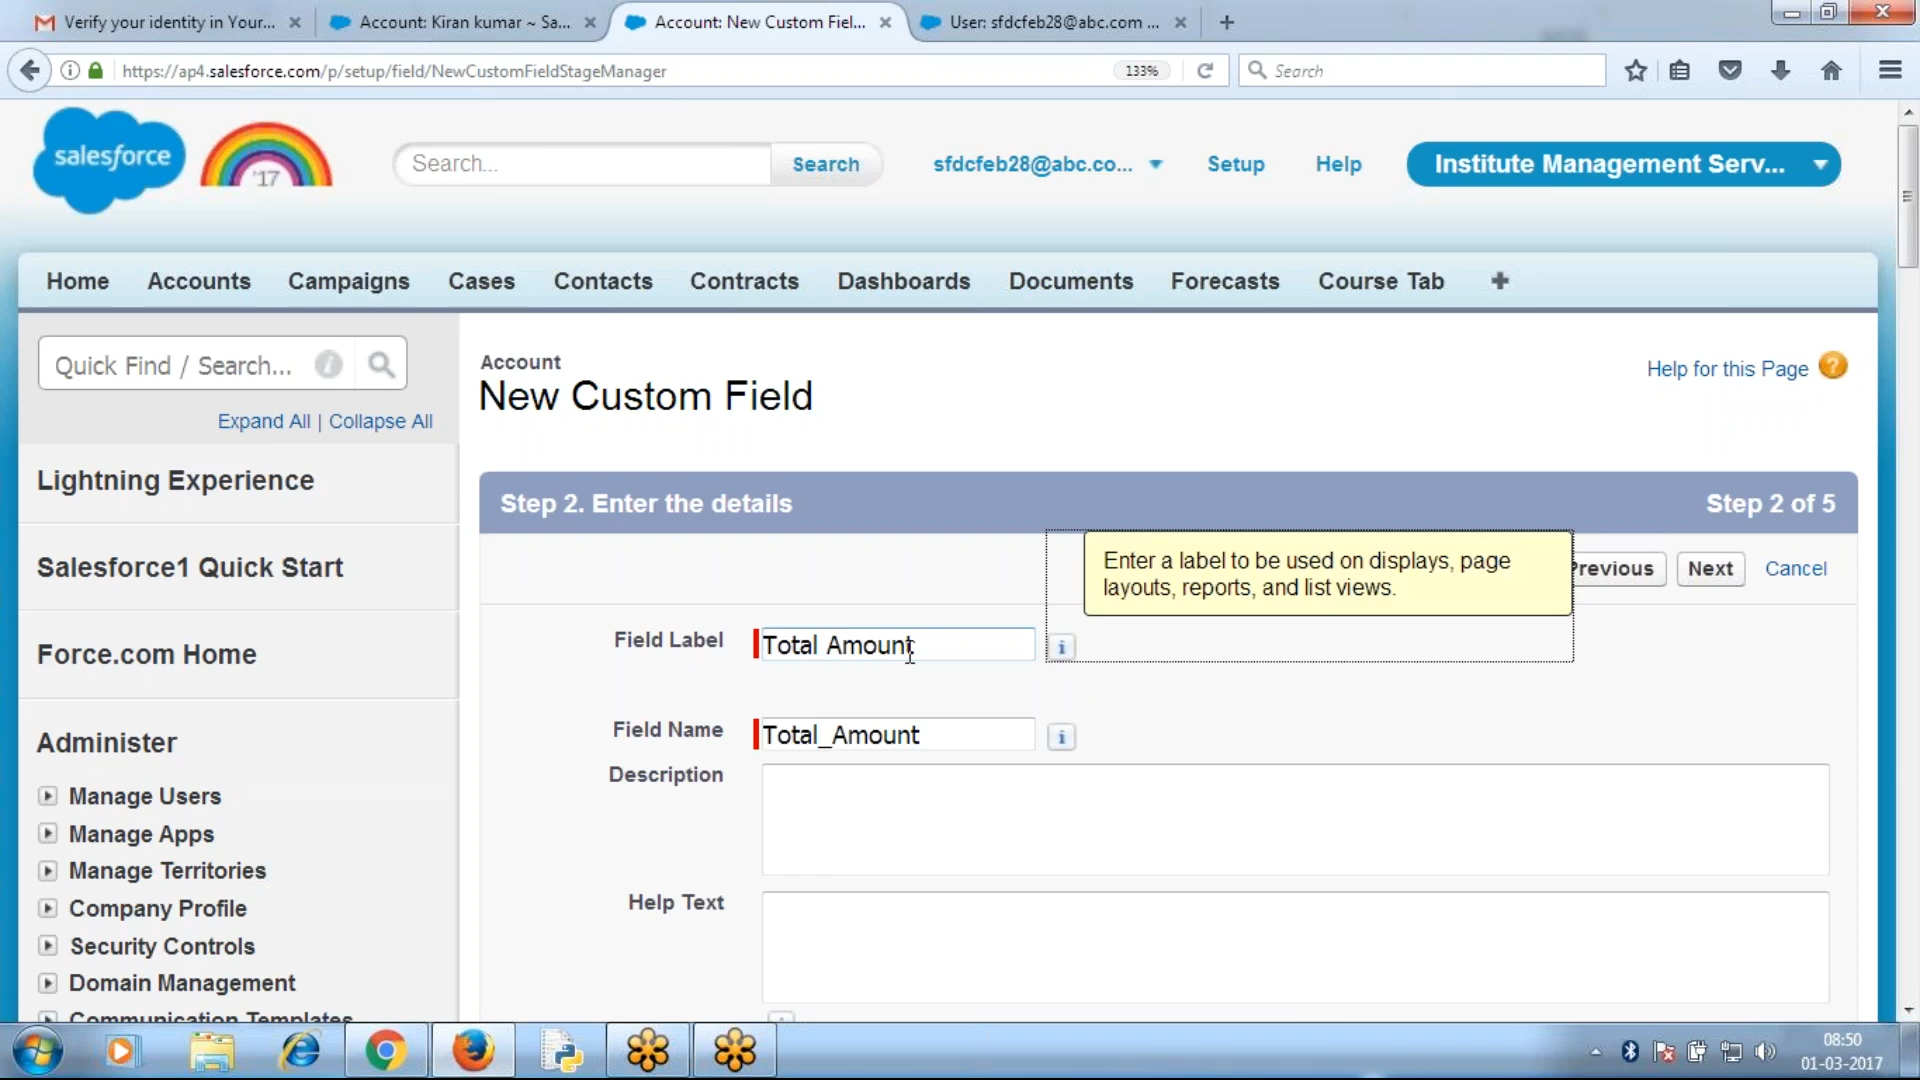 Verify your identity in Your...
Account: Kiran kumar ~ Sa...
Account: New Custom Fiel...
User: sfdcfeb28@abc.com ...
https://ap4.salesforce.com/p/setup/field/NewCustomFieldStageManager
133%
Search
salesforce
'17
Search...
Search
sfdcfeb28@abc.co...
Setup
Help
Institute Management Serv...
Home
Accounts
Campaigns
Cases
Contacts
Contracts
Dashboards
Documents
Forecasts
Course Tab
Quick Find / Search...
Expand All | Collapse All
Lightning Experience
Salesforce1 Quick Start
Force.com Home
Administer
Manage Users
Manage Apps
Manage Territories
Company Profile
Security Controls
Domain Management
Communication Templates
Account
New Custom Field
Help for this Page
Step 2. Enter the details
Step 2 of 5
Enter a label to be used on displays, page
layouts, reports, and list views.
Previous
Next
Cancel
Field Label
Total Amount
Field Name
Total_Amount
Description
Help Text
08:50
01-03-2017